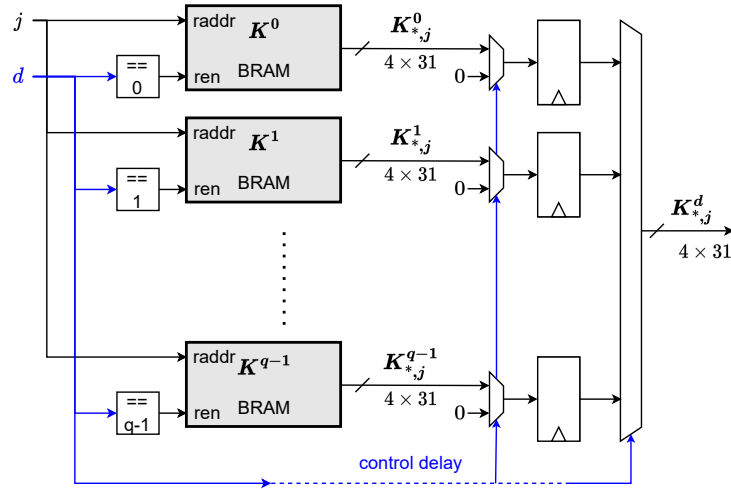 j
raddr
K^0
K^0_{*,j}
d
==
0
ren
BRAM
4 × 31
0
raddr
K^1
K^1_{*,j}
==
1
ren
BRAM
4 × 31
0
K^d_{*,j}
4 × 31
raddr
K^{q−1}
K^{q−1}_{*,j}
==
q-1
ren
BRAM
4 × 31
0
control delay